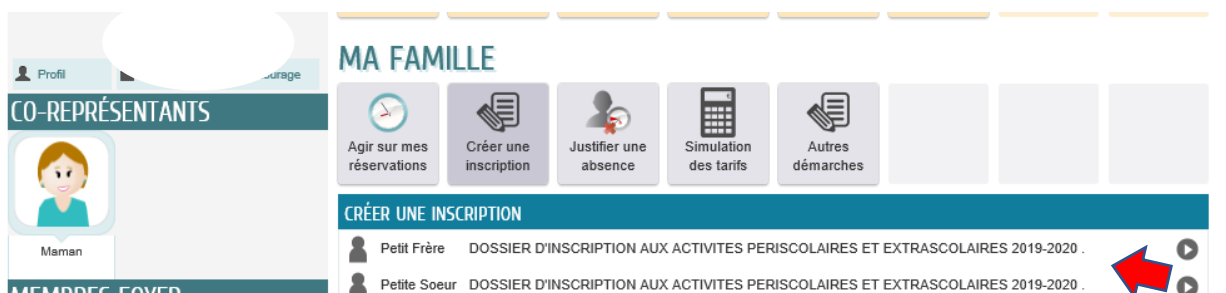 Profil
CO-REPRÉSENTANTS
Maman
MEMBRES FOYER
MA FAMILLE
Agir sur mes
réservations
Créer une
inscription
Justifier une
absence
Simulation
des tarifs
Autres
démarches
CRÉER UNE INSCRIPTION
Petit Frère DOSSIER D'INSCRIPTION AUX ACTIVITES PERISCOLAIRES ET EXTRASCOLAIRES 2019-2020 .
Petite Soeur DOSSIER D'INSCRIPTION AUX ACTIVITES PERISCOLAIRES ET EXTRASCOLAIRES 2019-2020 .